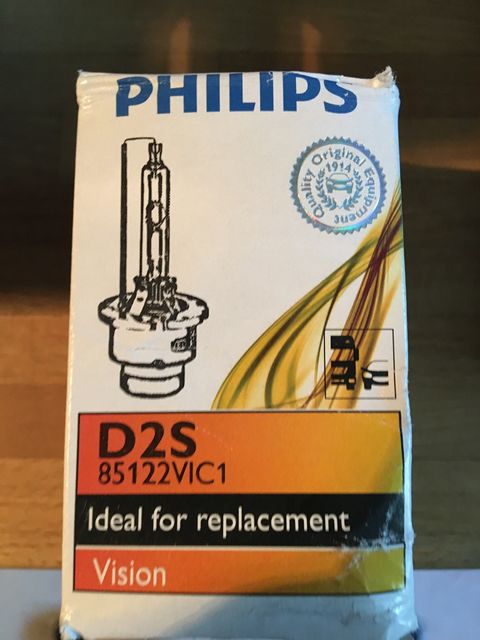 PHILIPS
Quality Original Equipment
1914
D2S
85122VIC1
Ideal for replacement
Vision